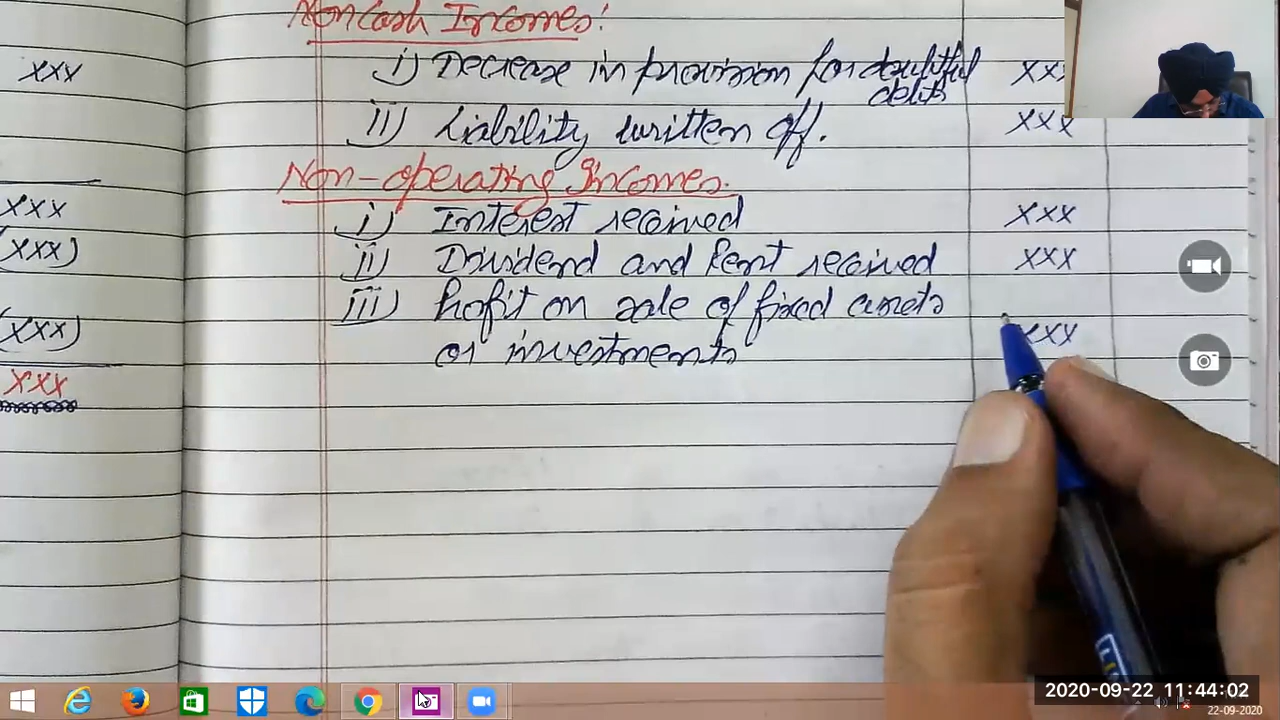 Non Cash Incomes:
xxx
i) Decrease in provision for doubtful debts xxx
ii) Liability written off. xxx
Non-operating Incomes.
xxx
i) Interest received xxx
(xxx)
ii) Dividend and Rent received xxx
iii) Profit on sale of fixed assets
(xxx)
or investments xxx
xxx
2020-09-22 11:44:02
22-09-2020